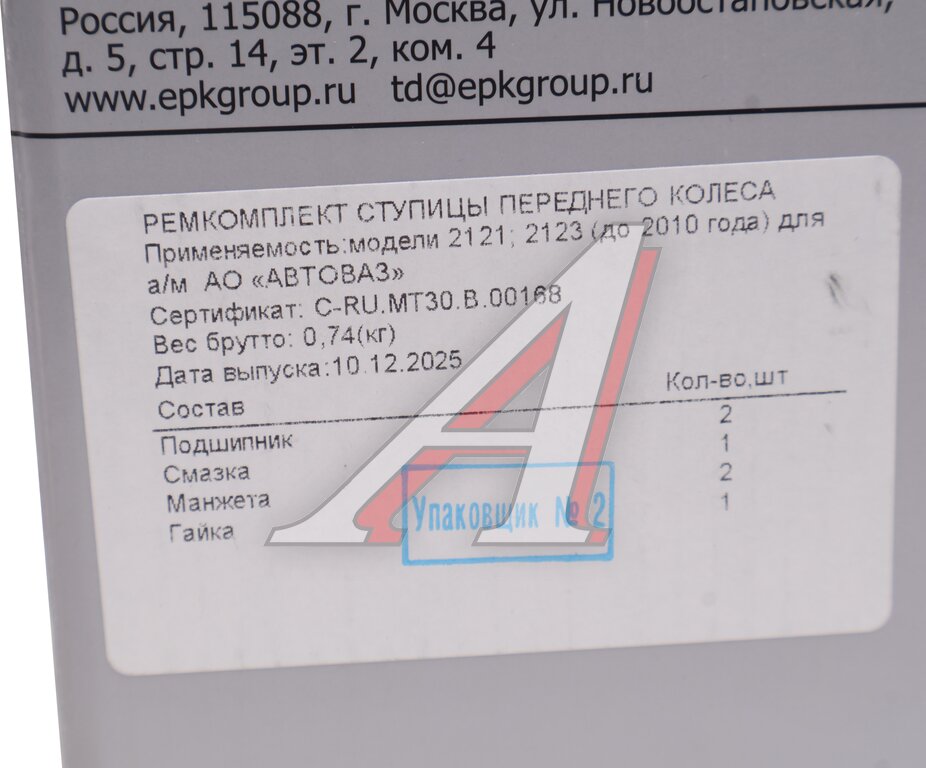 Россия, 115088, г. Москва, ул. Новоостаповская,
д. 5, стр. 14, эт. 2, ком. 4
www.epkgroup.ru td@epkgroup.ru
РЕМКОМПЛЕКТ СТУПИЦЫ ПЕРЕДНЕГО КОЛЕСА
Применяемость:модели 2121; 2123 (до 2010 года) для
а/м АО «АВТОВАЗ»
Сертификат: C-RU.MT30.B.00168
Вес брутто: 0,74(кг)
Дата выпуска:10.12.2025
Состав Кол-во,шт
Подшипник 2
Смазка 1
Манжета 2
Гайка 1
Упаковщик № 2